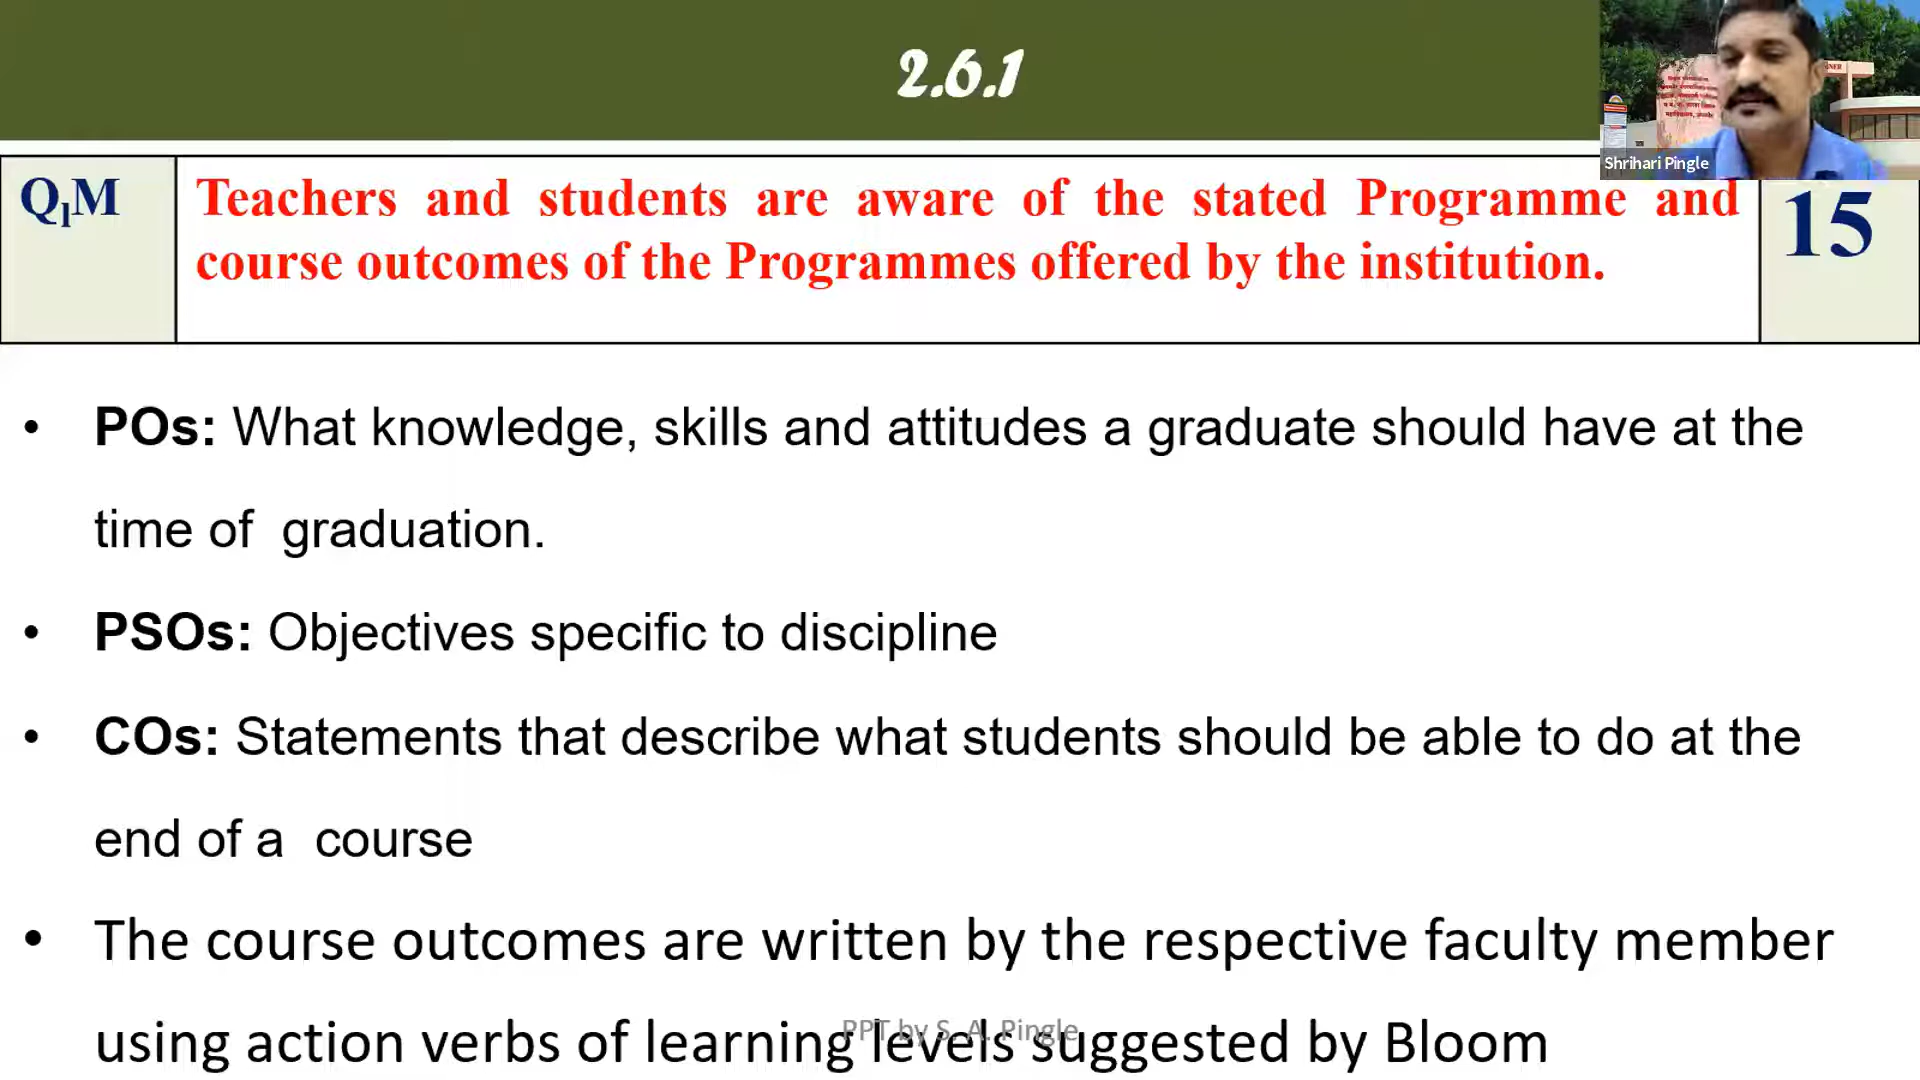 2.6.1
NER
Shrihari Pingle
QlM
Teachers and students are aware of the stated Programme and
course outcomes of the Programmes offered by the institution.
15
• POs: What knowledge, skills and attitudes a graduate should have at the
time of graduation.
• PSOs: Objectives specific to discipline
• COs: Statements that describe what students should be able to do at the
end of a course
• The course outcomes are written by the respective faculty member
using action verbs of learning levels suggested by Bloom
PPT by S. A. Pingle